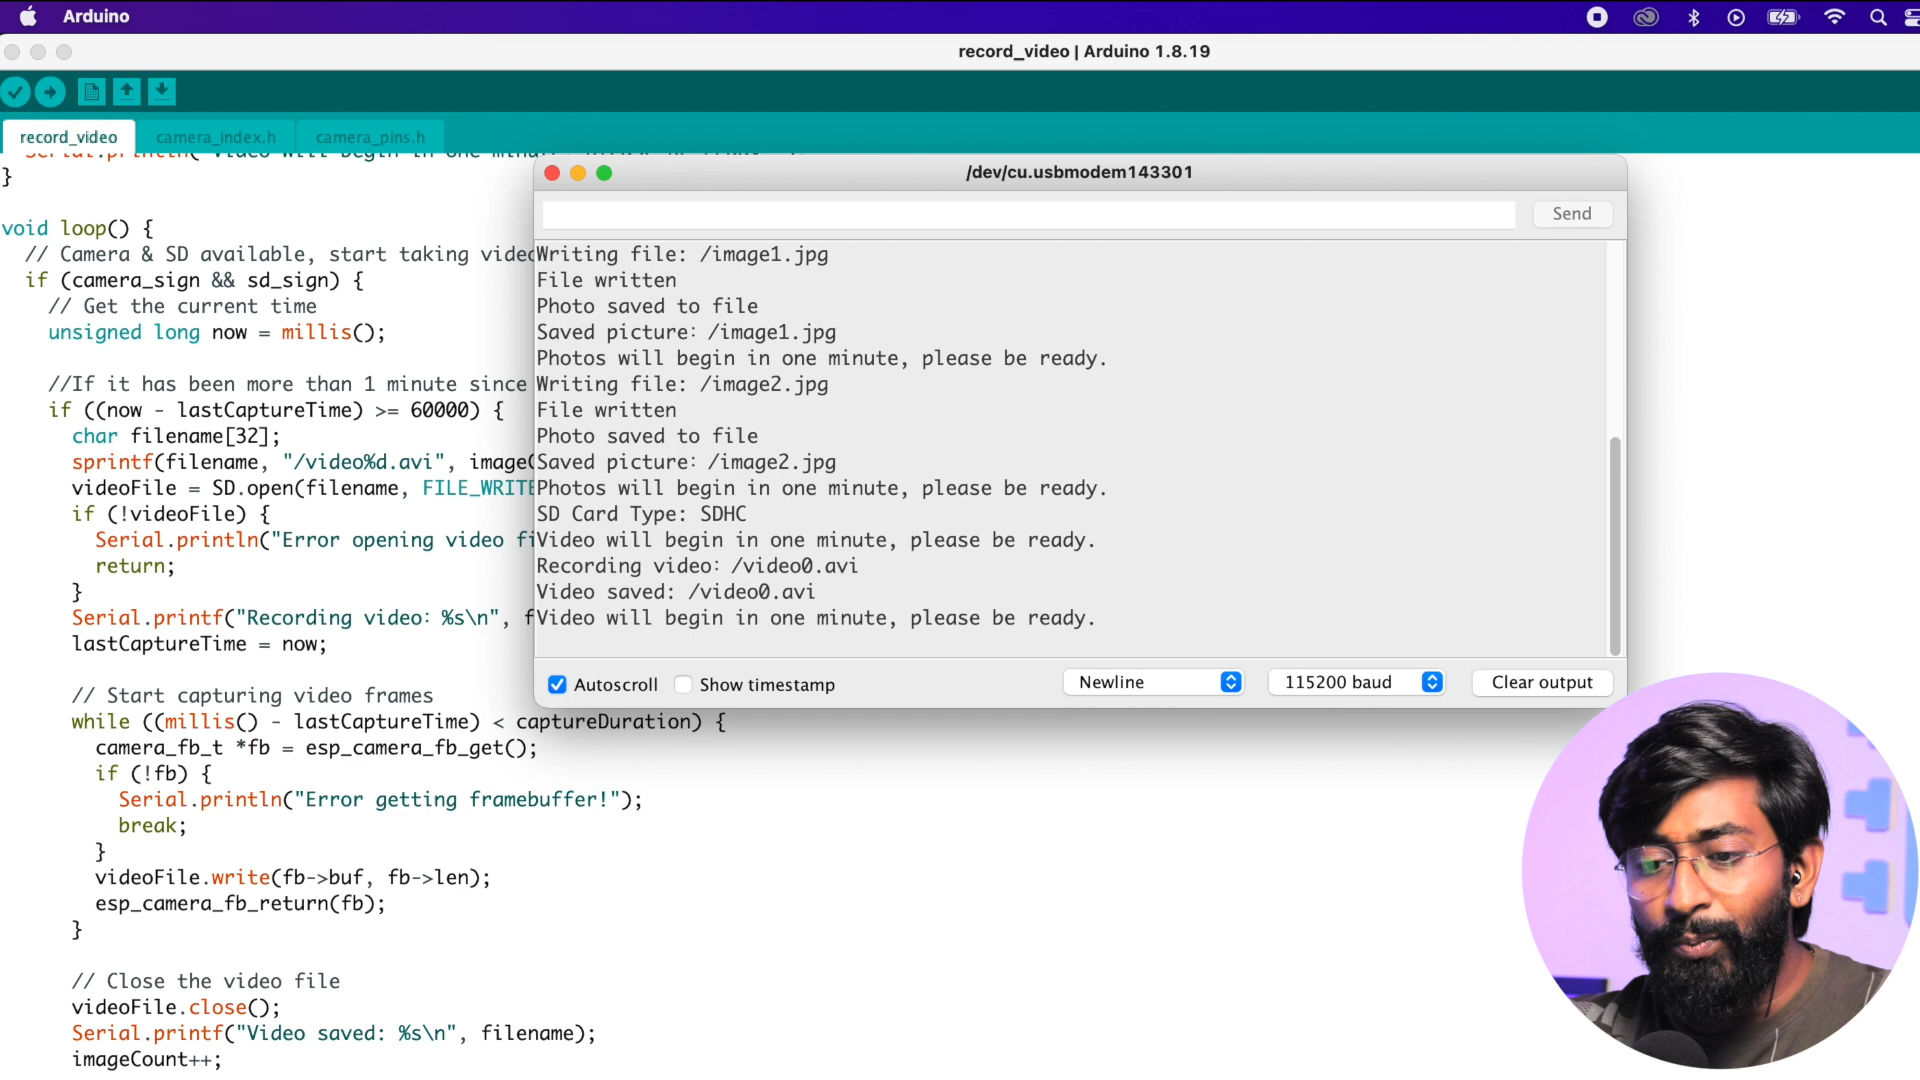 Arduino
record_video | Arduino 1.8.19
record_video
camera_index.h
camera_pins.h
}
void loop() {
// Camera & SD available, start taking video
if (camera_sign && sd_sign) {
// Get the current time
unsigned long now = millis();
//If it has been more than 1 minute since
if ((now - lastCaptureTime) >= 60000) {
char filename[32];
sprintf(filename, "/video%d.avi", image
videoFile = SD.open(filename, FILE_WRITE
if (!videoFile) {
Serial.println("Error opening video fi
return;
}
Serial.printf("Recording video: %s\n", f
lastCaptureTime = now;
// Start capturing video frames
while ((millis() - lastCaptureTime) < captureDuration) {
camera_fb_t *fb = esp_camera_fb_get();
if (!fb) {
Serial.println("Error getting framebuffer!");
break;
}
videoFile.write(fb->buf, fb->len);
esp_camera_fb_return(fb);
}
// Close the video file
videoFile.close();
Serial.printf("Video saved: %s\n", filename);
imageCount++;
/dev/cu.usbmodem143301
Send
Writing file: /image1.jpg
File written
Photo saved to file
Saved picture: /image1.jpg
Photos will begin in one minute, please be ready.
Writing file: /image2.jpg
File written
Photo saved to file
Saved picture: /image2.jpg
Photos will begin in one minute, please be ready.
SD Card Type: SDHC
Video will begin in one minute, please be ready.
Recording video: /video0.avi
Video saved: /video0.avi
Video will begin in one minute, please be ready.
Autoscroll
Show timestamp
Newline
115200 baud
Clear output